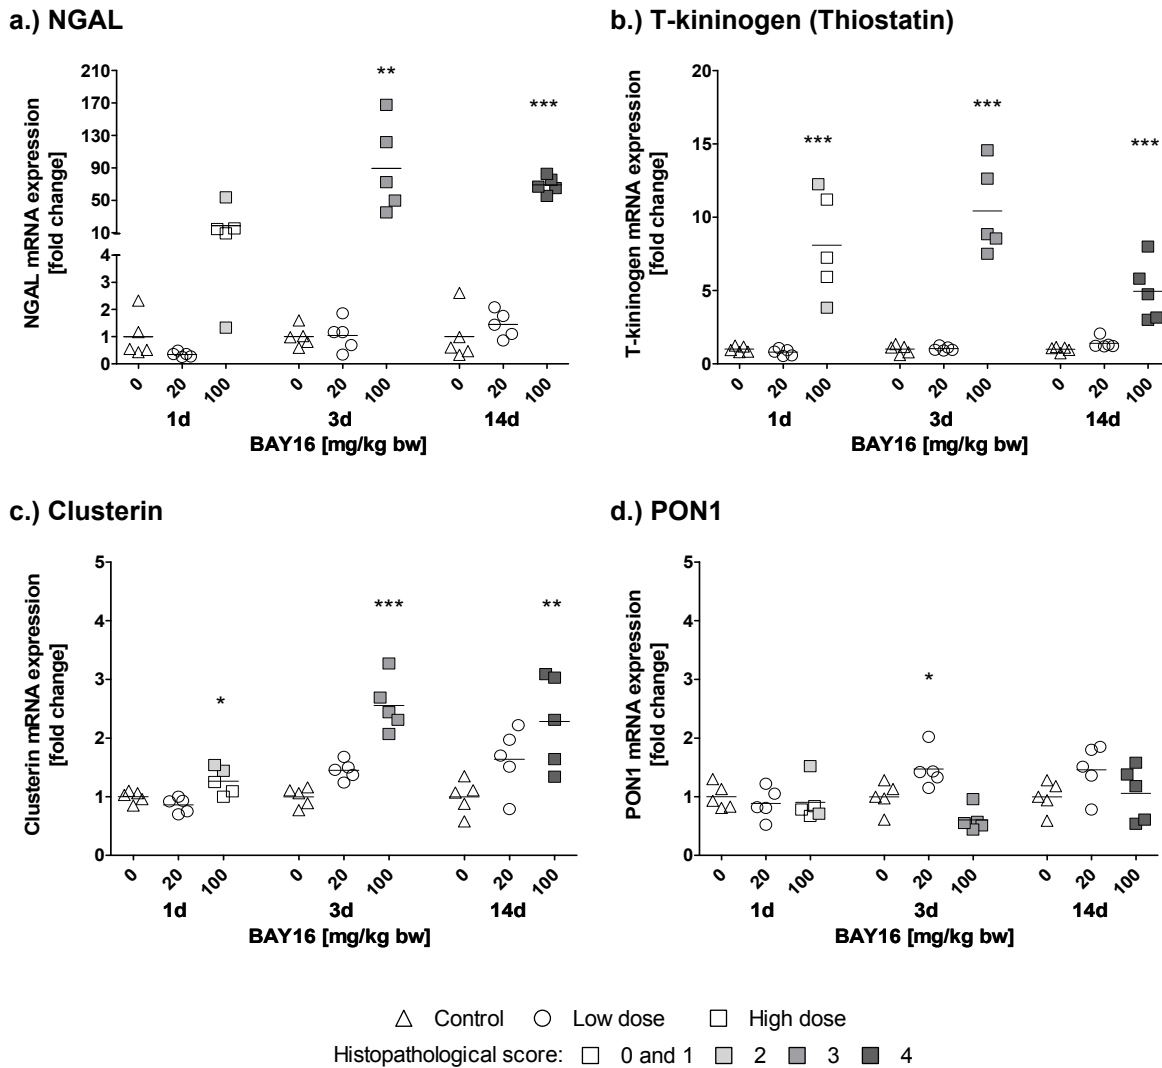 a.) NGAL
NGAL mRNA expression
[fold change]
210
170
130
90
50
10
4
3
2
1
0
**
***
0
20
100
0
20
100
0
20
100
1d
3d
14d
BAY16 [mg/kg bw]
b.) T-kininogen (Thiostatin)
T-kininogen mRNA expression
[fold change]
20
15
10
5
0
***
***
***
0
20
100
0
20
100
0
20
100
1d
3d
14d
BAY16 [mg/kg bw]
c.) Clusterin
Clusterin mRNA expression
[fold change]
5
4
3
2
1
0
*
***
**
0
20
100
0
20
100
0
20
100
1d
3d
14d
BAY16 [mg/kg bw]
d.) PON1
PON1 mRNA expression
[fold change]
5
4
3
2
1
0
*
0
20
100
0
20
100
0
20
100
1d
3d
14d
BAY16 [mg/kg bw]
Control Low dose High dose
Histopathological score: 0 and 1 2 3 4